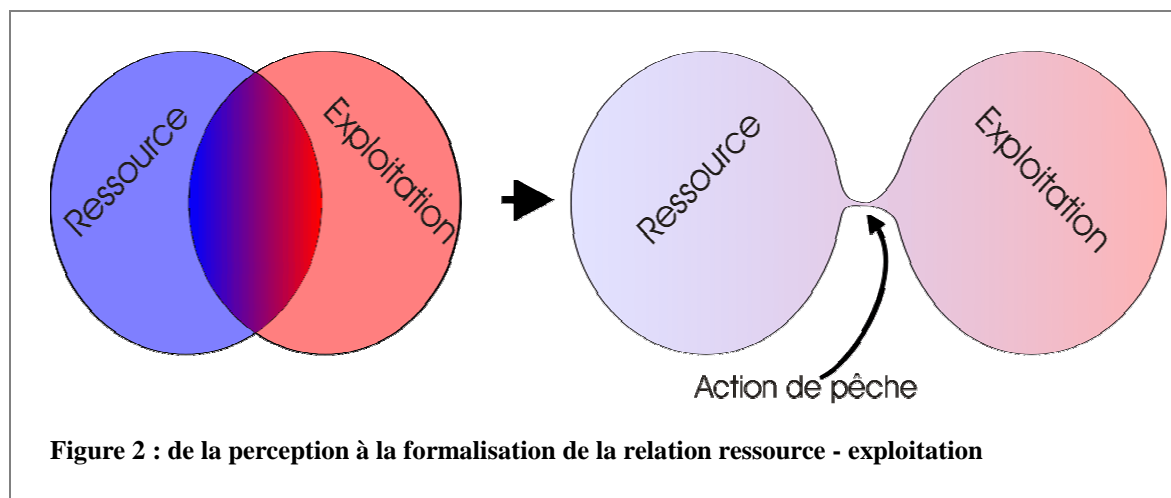 Ressource
Exploitation
Ressource
Exploitation
Action de pêche
Figure 2 : de la perception à la formalisation de la relation ressource - exploitation